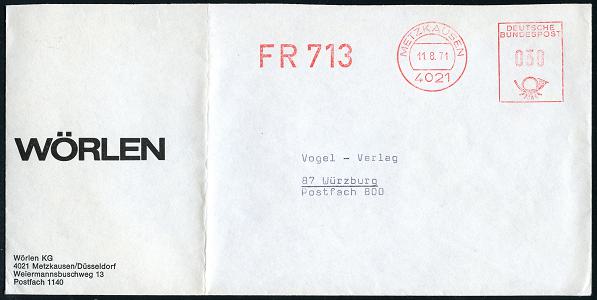 FR 713
METZKAUSEN
11.8.71
4021
DEUTSCHE
BUNDESPOST
030
WÖRLEN
Vogel – Verlag
87 Würzburg
Postfach 800
Wörlen KG
4021 Metzkausen/Düsseldorf
Weiermannsbuschweg 13
Postfach 1140